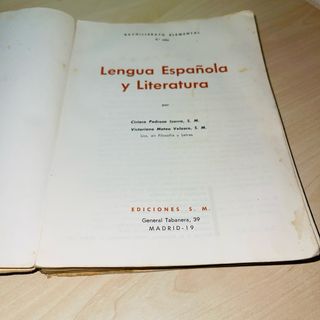 BACHILLERATO ELEMENTAL
Lengua Española
y Literatura
por
Ciriaco Pedrosa Izarra, S. M.
Victoriano Mateo Velasco, S. M.
Lics. en Filosofía y Letras
EDICIONES S. M.
General Tabanera, 39
MADRID-19